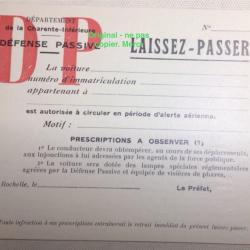 DÉPARTEMENT
de la Charente-Inférieure
DÉFENSE PASSIVE
DP
Original - ne pas
copier. Merci
N°
LAISSEZ-PASSER
La voiture
numéro d'immatriculation
appartenant à
est autorisée à circuler en période d'alerte aérienne.
Motif :
PRESCRIPTIONS A OBSERVER (1)
1° Le conducteur devra obtempérer, au cours de ses déplacements,
aux injonctions à lui adressées par les agents de la force publique.
2° La voiture sera dotée des lampes spéciales réglementaires
agréées par la Défense Passive et équipée de visières de phares.
Rochelle, le
Le Préfet,
Toute infraction à ces prescriptions entraînera le retrait immédiat du présent laissez-passer.